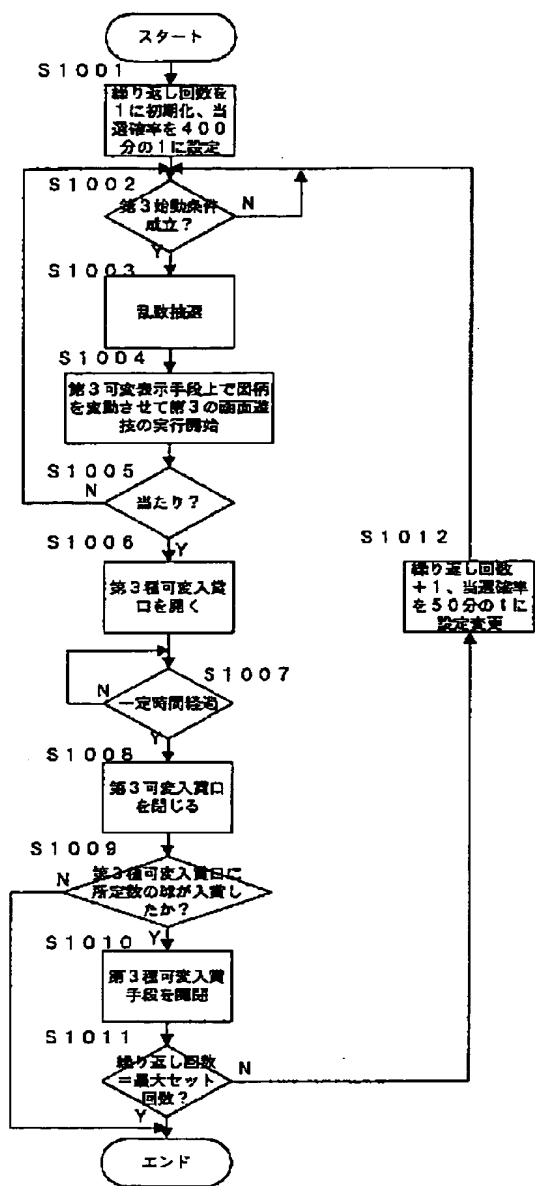 スタート
S1001
繰り返し回数を
1に初期化、当
選確率を400
分の1に設定
S1002
第3始動条件
成立?
N
Y
S1003
乱数抽選
S1004
第3可変表示手段上で図柄
を変動させて第3の画面遊
技の実行開始
S1005
N
当たり?
S1006
Y
S1012
第3種可変入賞
口を開く
繰り返し回数
+1、当選確率
を50分の1に
設定変更
S1007
N
一定時間経過
Y
S1008
第3可変入賞口
を閉じる
S1009
N
第3種可変入賞口に
所定数の球が入賞し
たか?
Y
S1010
第3種可変入賞
手段を開閉
S1011
繰り返し回数
=最大セット
回数?
N
Y
エンド